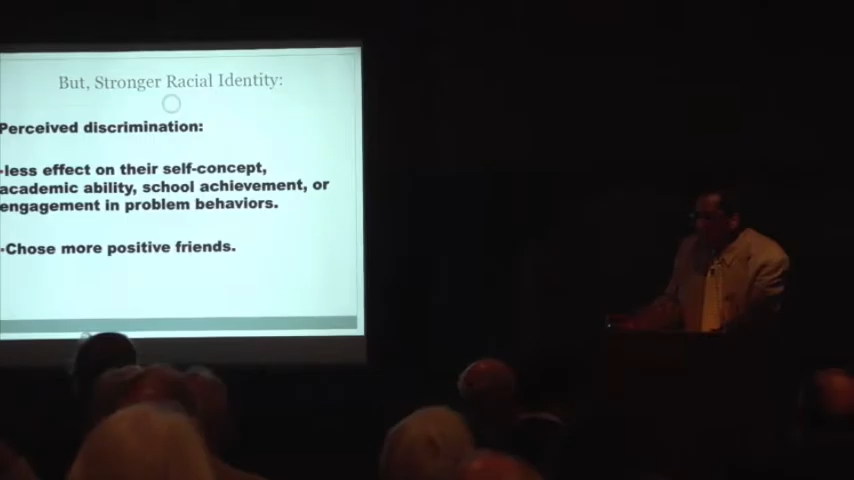 But, Stronger Racial Identity:
Perceived discrimination:
•less effect on their self-concept,
academic ability, school achievement, or
engagement in problem behaviors.
•Chose more positive friends.